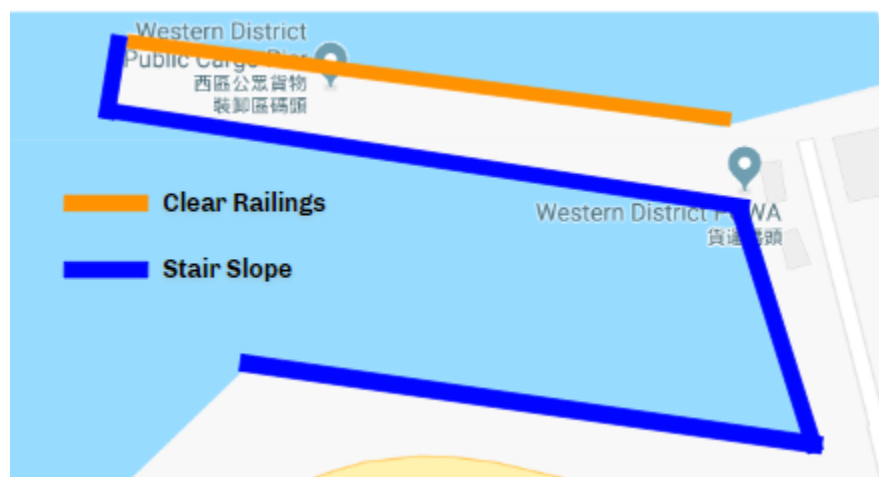 Western District
Public Cargo Pier
西區公眾貨物
裝卸區碼頭
Western District WA
貨 碼頭
Clear Railings
Stair Slope